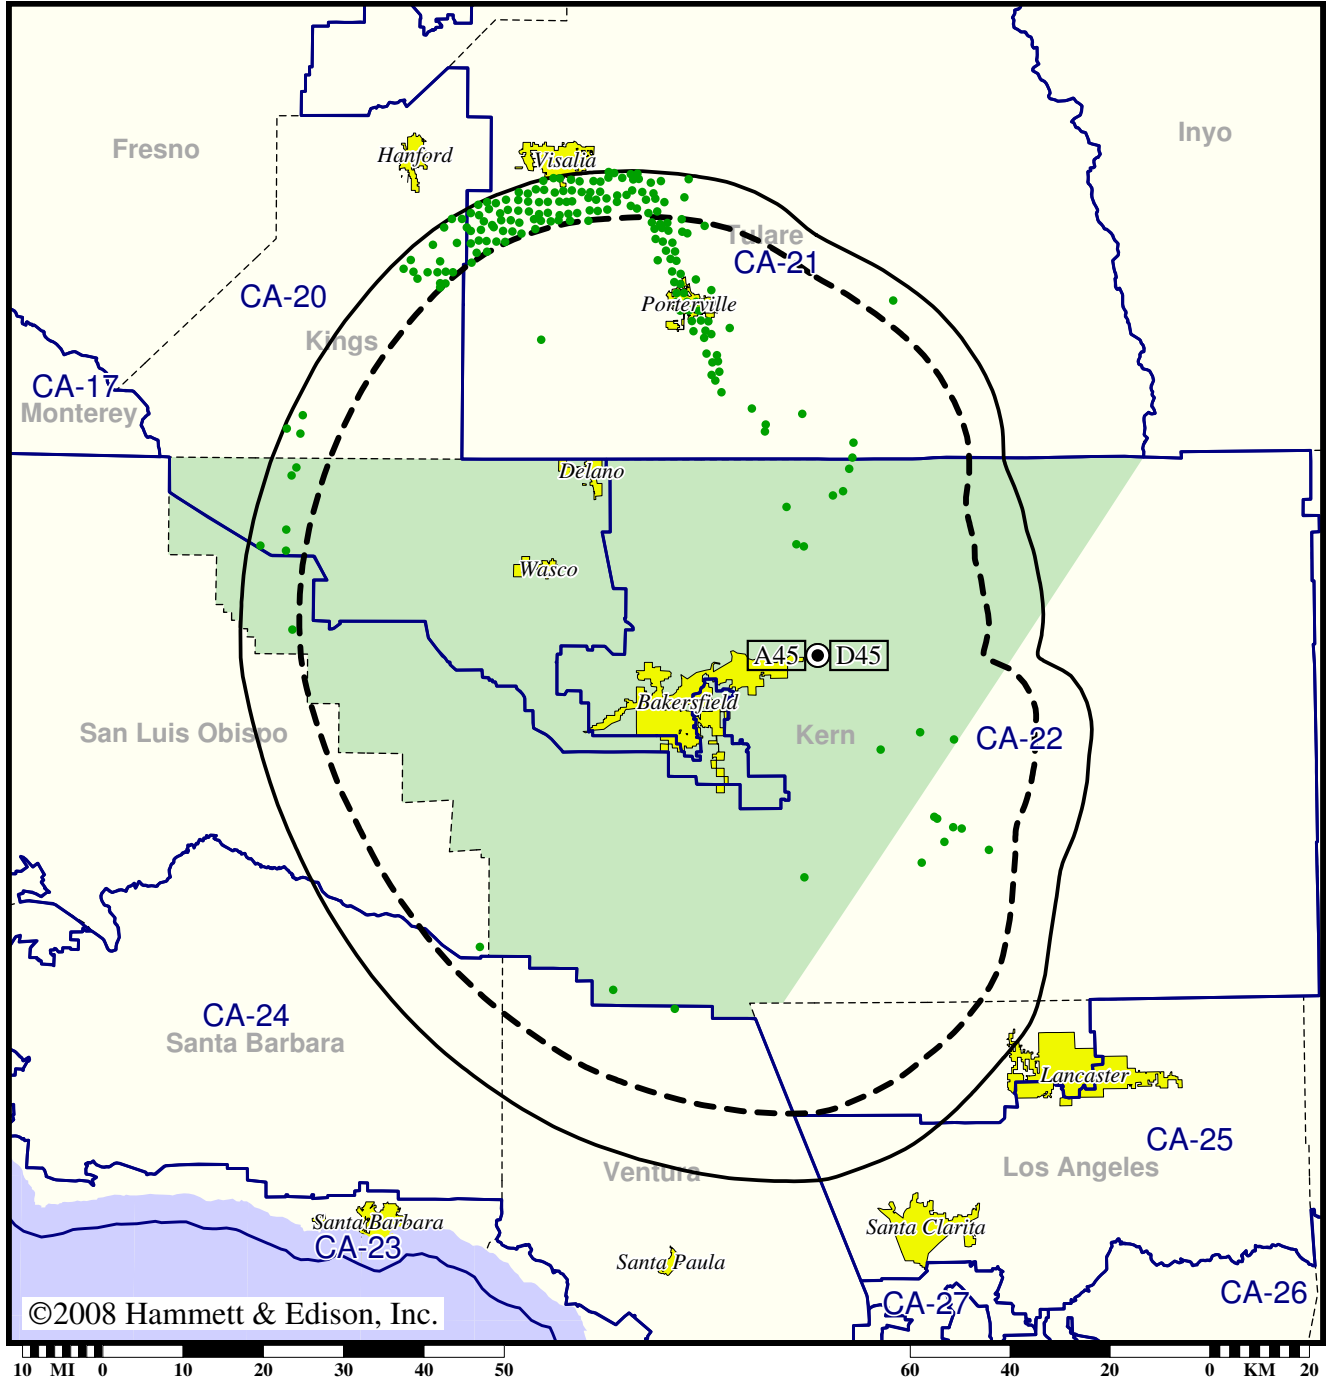 Fresno
Inyo
Hanford
Visalia
Tulare
CA-21
CA-20
Porterville
Kings
CA-17
Monterey
Delano
Wasco
A45
D45
Bakersfield
San Luis Obispo
Kern
CA-22
CA-24
Santa Barbara
Lancaster
CA-25
Ventura
Los Angeles
Santa Barbara
Santa Clarita
CA-23
Santa Paula
CA-27
CA-26
©2008 Hammett & Edison, Inc.
10 MI 0 10 20 30 40 50 60 40 20 0 KM 20